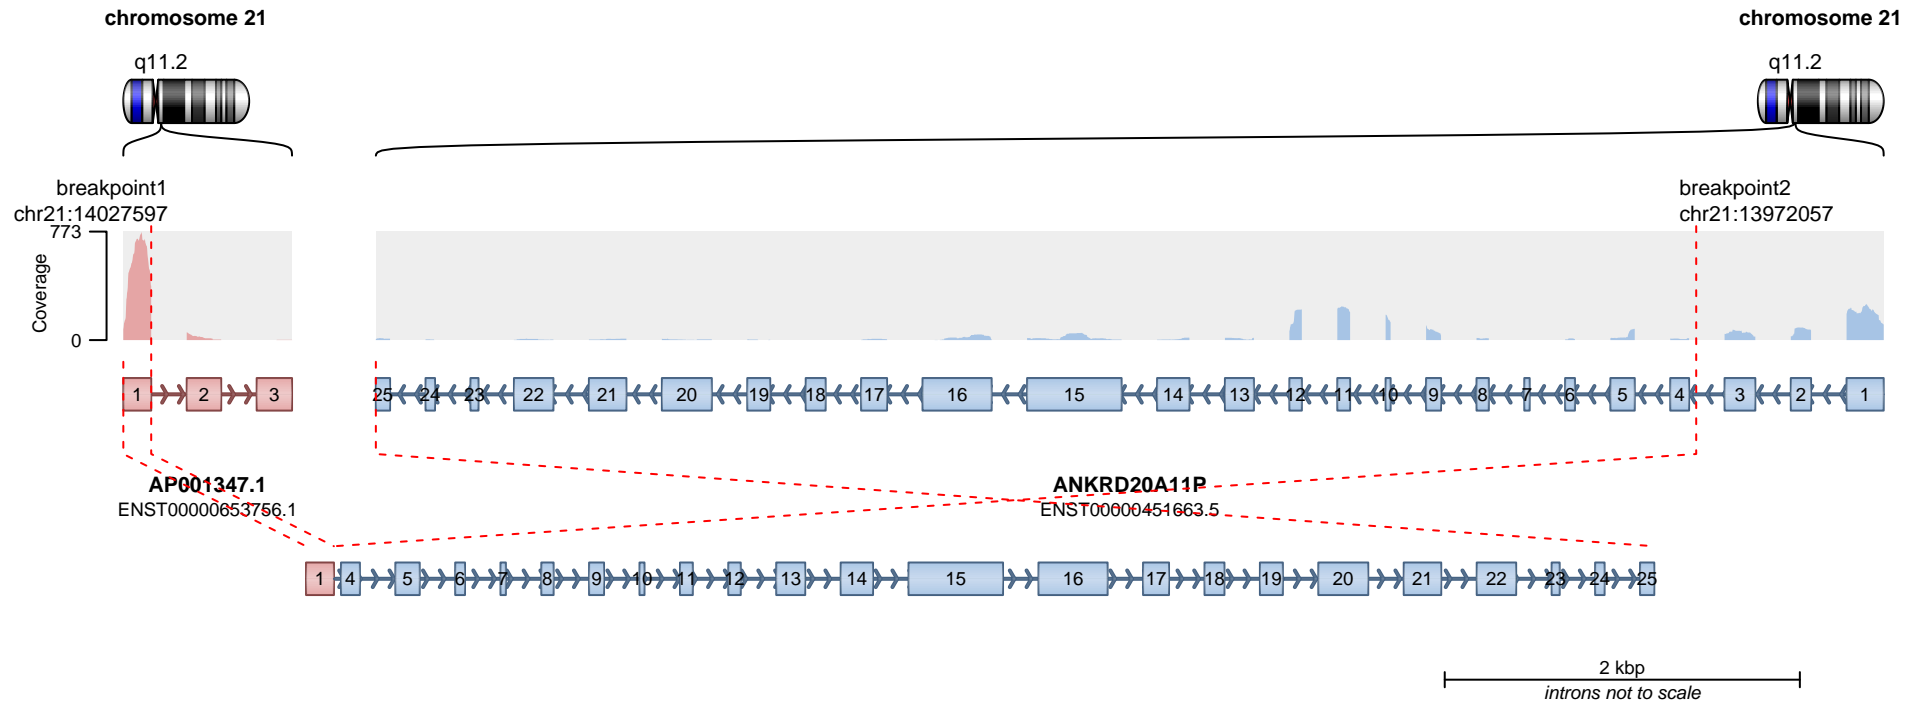 chromosome 21
chromosome 21
q11.2
q11.2
breakpoint1
chr21:14027597
breakpoint2
chr21:13972057
773
Coverage
0
1 2 3
25 24 23 22 21 20 19 18 17 16 15 14 13 12 11 10 9 8 7 6 5 4 3 2 1
AP001347.1
ENST00000653756.1
ANKRD20A11P
ENST00000451663.5
1 4 5 6 7 8 9 10 11 12 13 14 15 16 17 18 19 20 21 22 23 24 25
2 kbp
introns not to scale